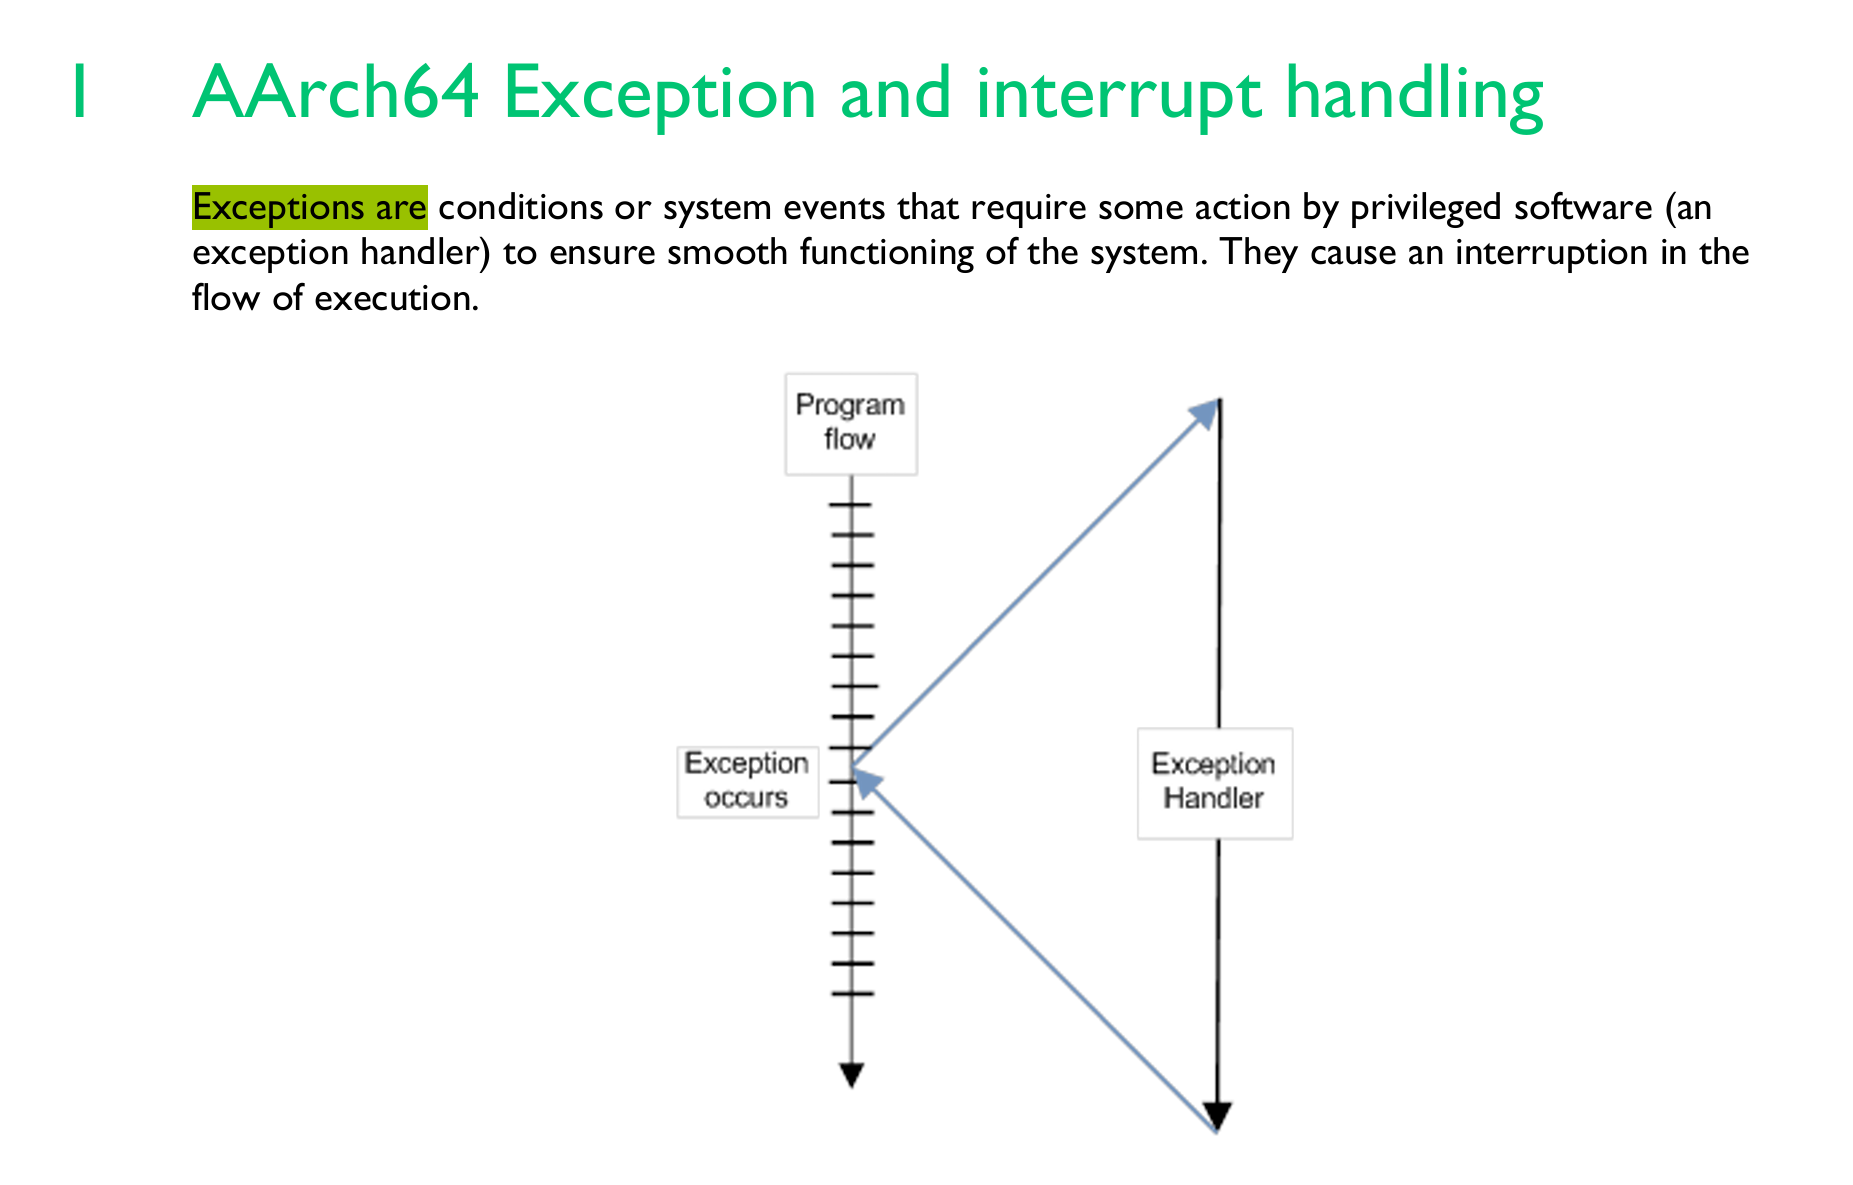 1 AArch64 Exception and interrupt handling
Exceptions are conditions or system events that require some action by privileged software (an
exception handler) to ensure smooth functioning of the system. They cause an interruption in the
flow of execution.
Program
flow
Exception
occurs
Exception
Handler